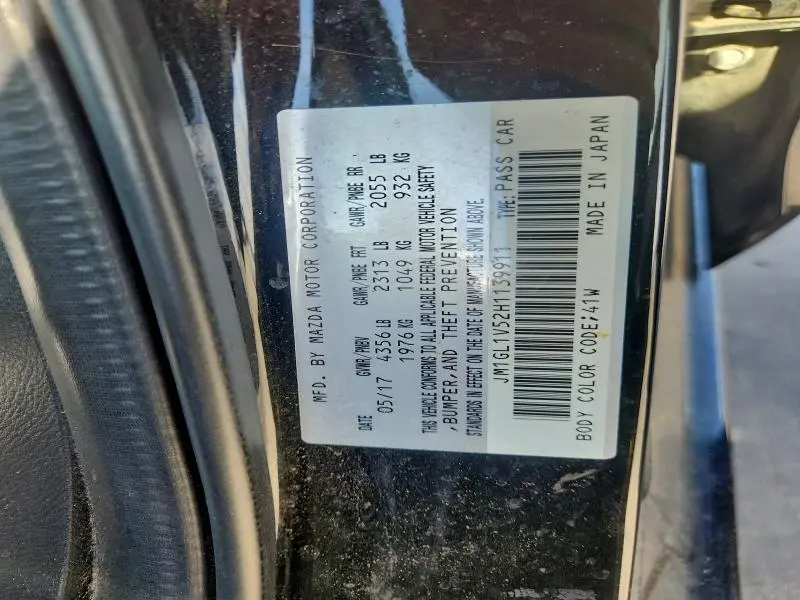 MFD. BY MAZDA MOTOR CORPORATION
DATE GVWR/PNBV GAWR/PNBE FRT GAWR/PNBE RR
05/17 4356 LB 2313 LB 2055 LB
1976 KG 1049 KG 932 KG
THIS VEHICLE CONFORMS TO ALL APPLICABLE FEDERAL MOTOR VEHICLE SAFETY
,BUMPER,AND THEFT PREVENTION
STANDARDS IN EFFECT ON THE DATE OF MANUFACTURE SHOWN ABOVE.
JM1GL1V52H1139911 TYPE: PASS CAR
BODY COLOR CODE;41W MADE IN JAPAN